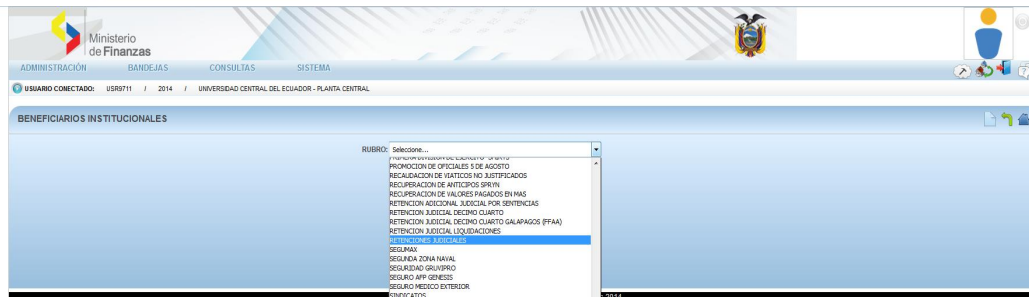 Ministerio
de Finanzas
ADMINISTRACIÓN BANDEJAS CONSULTAS SISTEMA
USUARIO CONECTADO: USR9711 / 2014 / UNIVERSIDAD CENTRAL DEL ECUADOR - PLANTA CENTRAL
BENEFICIARIOS INSTITUCIONALES
RUBRO: Seleccione...
PROMOCION DE OFICIALES 5 DE AGOSTO
RECAUDACION DE VIATICOS NO JUSTIFICADOS
RECUPERACION DE ANTICIPOS SPRYN
RECUPERACION DE VALORES PAGADOS EN MAS
RETENCION ADICIONAL JUDICIAL POR SENTENCIAS
RETENCION JUDICIAL DECIMO CUARTO
RETENCION JUDICIAL DECIMO CUARTO GALAPAGOS (FFAA)
RETENCION JUDICIAL LIQUIDACIONES
RETENCIONES JUDICIALES
SEGUMAX
SEGUNDA ZONA NAVAL
SEGURIDAD GRUVIPRO
SEGURO AFP GENESIS
SEGURO MEDICO EXTERIOR
SINDICATOS
2014